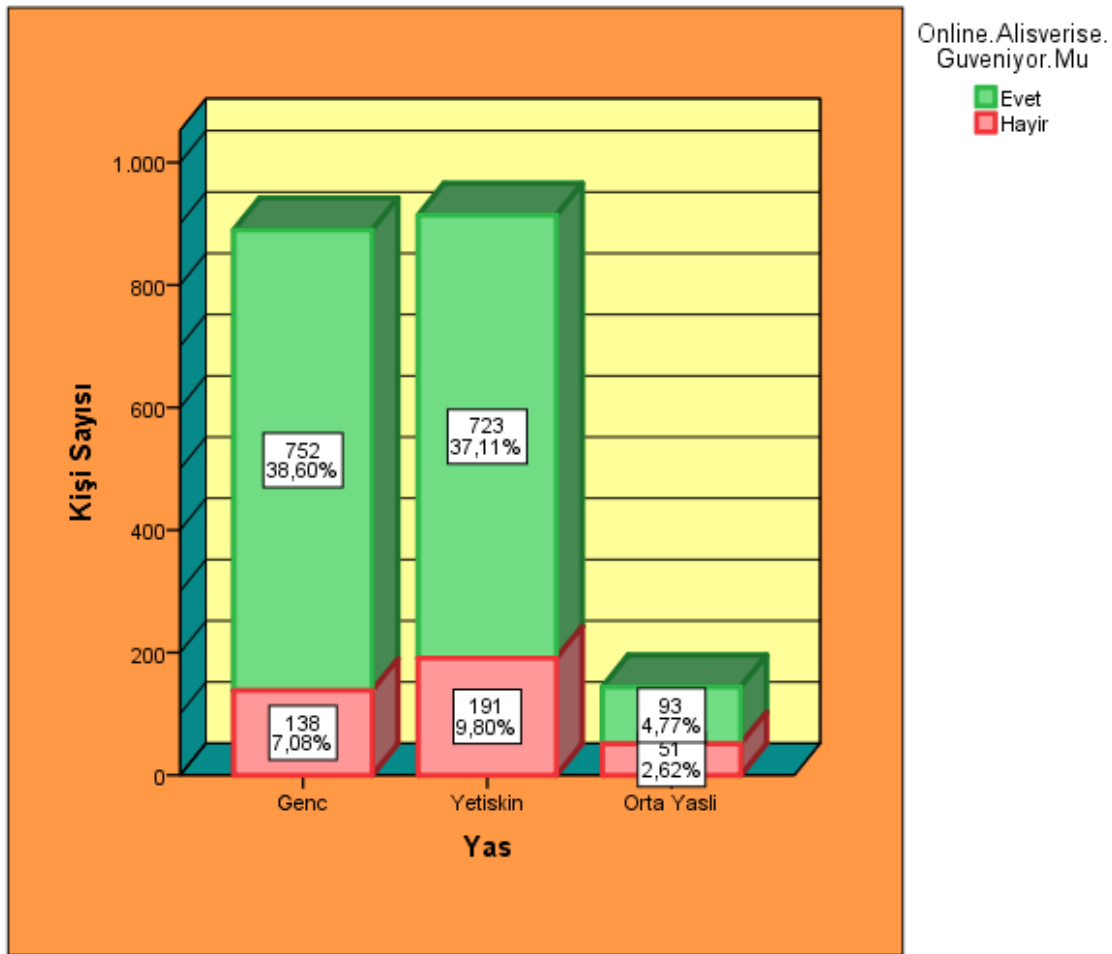 Online.Alisverise.
Guveniyor.Mu
Evet
Hayir
Kişi Sayısı
1.000
800
600
400
200
0
752
38,60%
138
7,08%
723
37,11%
191
9,80%
93
4,77%
51
2,62%
Genc
Yetiskin
Orta Yasli
Yas